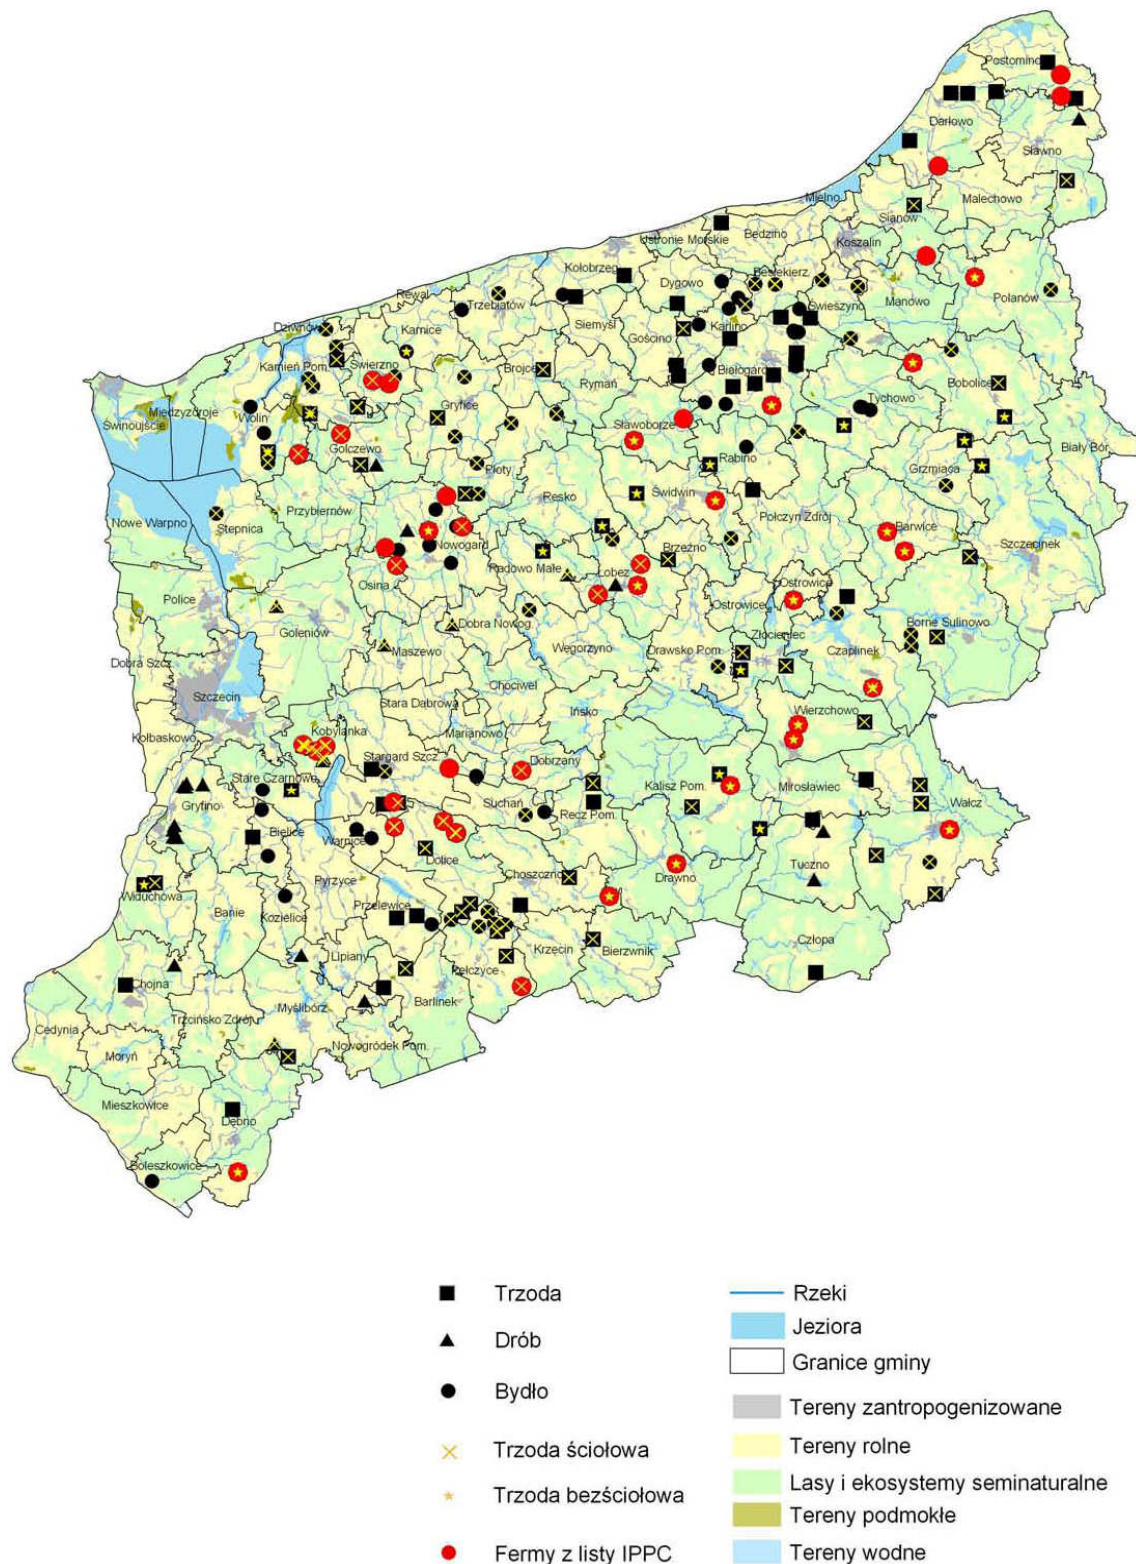 Postomino
Darłowo
Sławno
Mielno
Sianów
Malechowo
Ustronie Morskie
Będzino
Koszalin
Kołobrzeg
Dygowo
Biesiekierz
Manowo
Polanów
Rewal
Trzebiatów
Siemyśl
Karlino
Świeszyno
Dziwnów
Karnice
Gościno
Kamień Pom.
Świerzno
Brojce
Rymań
Białogard
Bobolice
Międzyzdroje
Wolin
Gryfice
Tychowo
Świnoujście
Sławoborze
Golczewo
Rąbino
Biały Bór
Płoty
Grzmiąca
Przybiernów
Resko
Świdwin
Połczyn Zdrój
Nowe Warpno
Stepnica
Nowogard
Barwice
Szczecinek
Radowo Małe
Brzeżno
Osina
Łobez
Ostrowice
Police
Ostrowice
Goleniów
Dobra Nowog.
Złocieniec
Borne Sulinowo
Maszewo
Węgorzyno
Drawsko Pom.
Czaplinek
Dobra Szcz.
Chociwel
Szczecin
Stara Dąbrowa
Ińsko
Wierzchowo
Kołbaskowo
Kobylanka
Marianowo
Stargard Szcz.
Dobrzany
Stare Czarnowo
Kalisz Pom.
Mirosławiec
Gryfino
Suchań
Recz Pom.
Wałcz
Bielice
Warnice
Dolice
Tuczno
Pyrzyce
Choszczno
Drawno
Widuchowa
Banie
Kozielice
Przelewice
Człopa
Lipiany
Krzęcin
Bierzwnik
Chojna
Pełczyce
Myślibórz
Barlinek
Cedynia
Trzcińsko Zdrój
Moryń
Nowogródek Pom.
Mieszkowice
Dębno
Boleszkowice
Trzoda
Drób
Bydło
Trzoda ściołowa
Trzoda bezściołowa
Fermy z listy IPPC
Rzeki
Jeziora
Granice gminy
Tereny zantropogenizowane
Tereny rolne
Lasy i ekosystemy seminaturalne
Tereny podmokłe
Tereny wodne